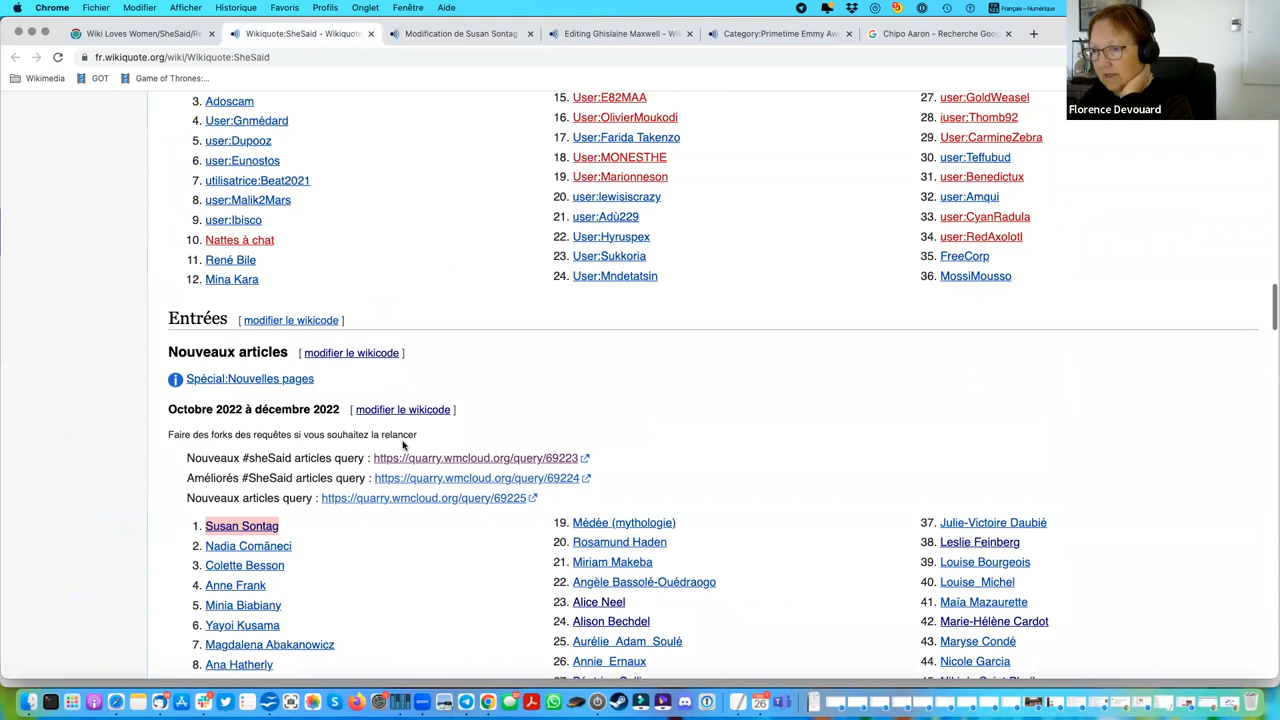 Chrome Fichier Modifier Afficher Historique Favoris Profils Onglet Fenêtre Aide Français – Numérique
Wiki Loves Women/SheSaid/Re Wikiquote:SheSaid - Wikiquote Modification de Susan Sontag Editing Ghislaine Maxwell - Wi Category:Primetime Emmy Aw Chipo Aaron - Recherche Goo
fr.wikiquote.org/wiki/Wikiquote:SheSaid
Wikimedia GOT Game of Thrones:...
Florence Devouard
3. Adoscam
4. User:Gnmédard
5. user:Dupooz
6. user:Eunostos
7. utilisatrice:Beat2021
8. user:Malik2Mars
9. user:Ibisco
10. Nattes à chat
11. René Bile
12. Mina Kara
15. User:E82MAA
16. User:OlivierMoukodi
17. User:Farida Takenzo
18. User:MONESTHE
19. User:Marionneson
20. user:lewisiscrazy
21. user:Adù229
22. User:Hyruspex
23. User:Sukkoria
24. User:Mndetatsin
27. user:GoldWeasel
28. iuser:Thomb92
29. User:CarmineZebra
30. user:Teffubud
31. user:Benedictux
32. user:Amqui
33. user:CyanRadula
34. user:RedAxolotl
35. FreeCorp
36. MossiMousso
Entrées [ modifier le wikicode ]
Nouveaux articles [ modifier le wikicode ]
Spécial:Nouvelles pages
Octobre 2022 à décembre 2022 [ modifier le wikicode ]
Faire des forks des requêtes si vous souhaitez la relancer
Nouveaux #sheSaid articles query : https://quarry.wmcloud.org/query/69223
Améliorés #SheSaid articles query : https://quarry.wmcloud.org/query/69224
Nouveaux articles query : https://quarry.wmcloud.org/query/69225
1. Susan Sontag
2. Nadia Comăneci
3. Colette Besson
4. Anne Frank
5. Minia Biabiany
6. Yayoi Kusama
7. Magdalena Abakanowicz
8. Ana Hatherly
19. Médée (mythologie)
20. Rosamund Haden
21. Miriam Makeba
22. Angèle Bassolé-Ouédraogo
23. Alice Neel
24. Alison Bechdel
25. Aurélie_Adam_Soulé
26. Annie_Ernaux
37. Julie-Victoire Daubié
38. Leslie Feinberg
39. Louise Bourgeois
40. Louise_Michel
41. Maïa Mazaurette
42. Marie-Hélène Cardot
43. Maryse Condé
44. Nicole Garcia
zoom
26